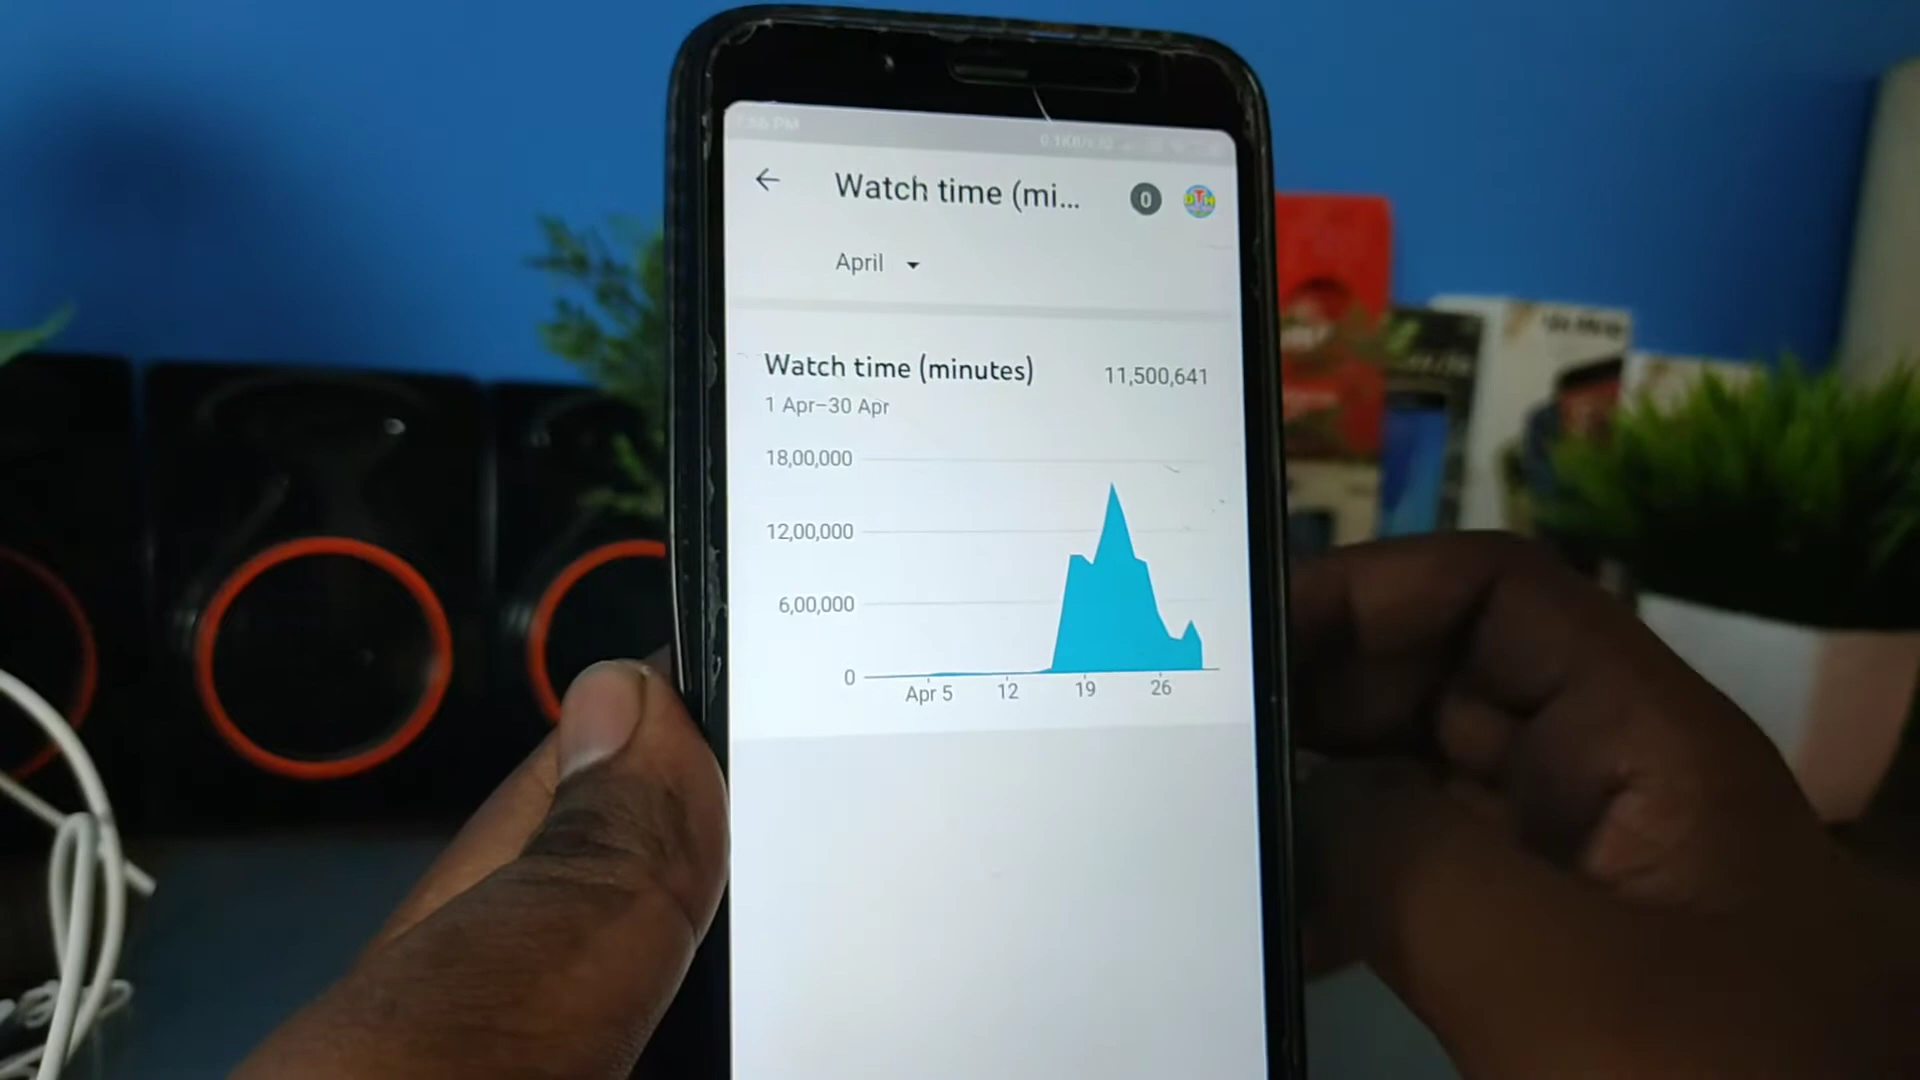 Watch time (mi...
0
DTH
April
Watch time (minutes)
11,500,641
1 Apr–30 Apr
18,00,000
12,00,000
6,00,000
0
Apr 5
12
19
26